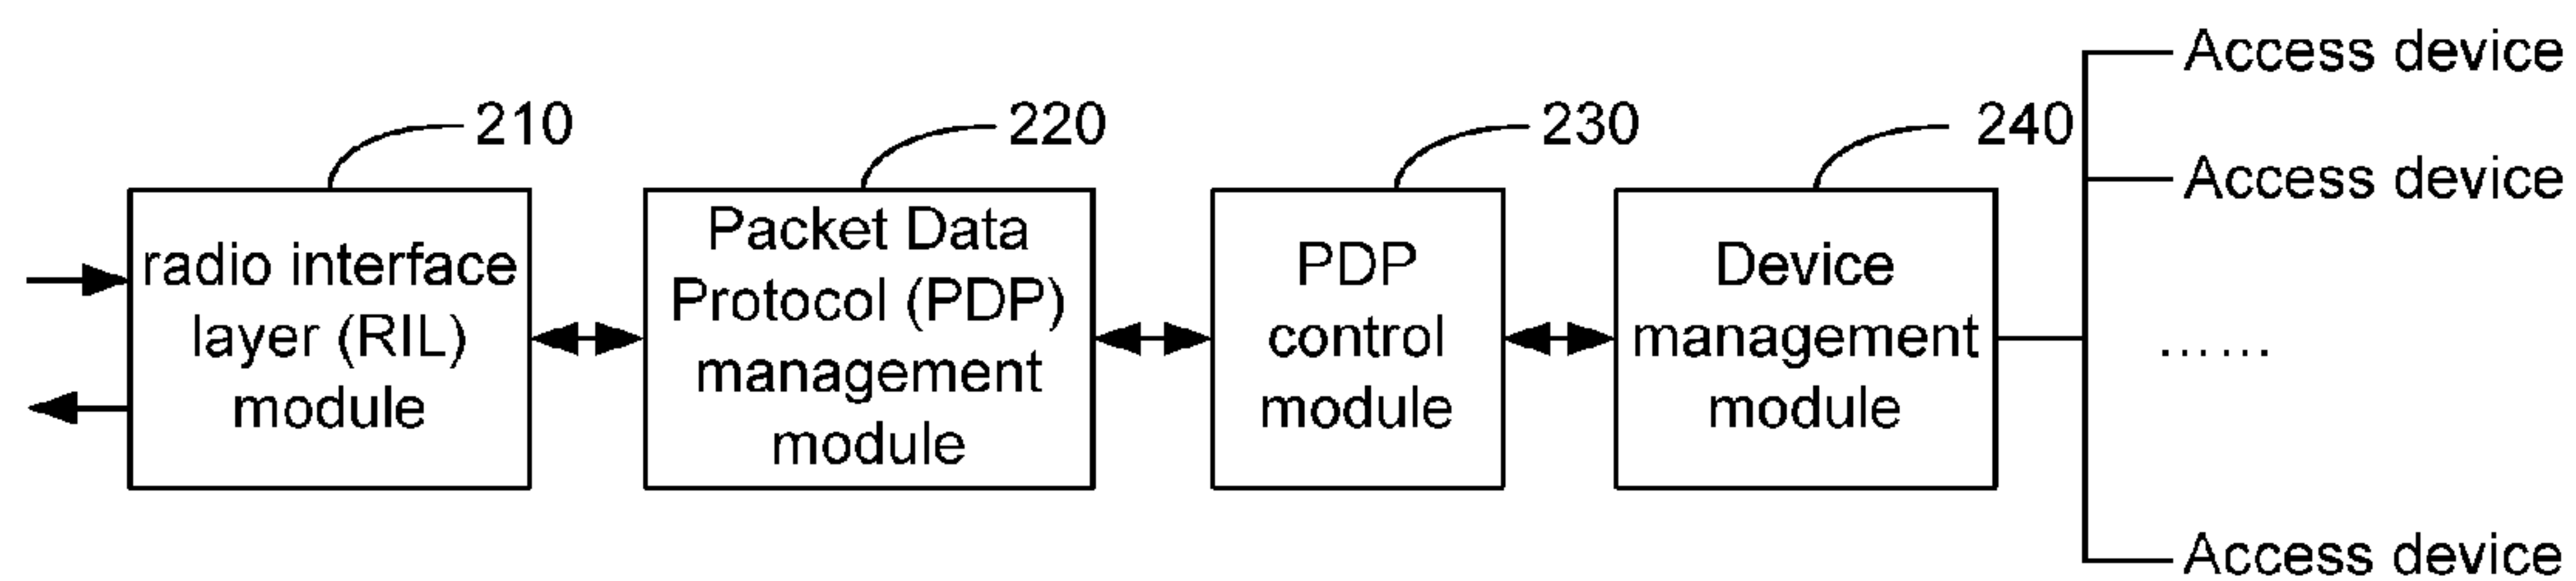 210
220
230
240
radio interface
layer (RIL)
module
Packet Data
Protocol (PDP)
management
module
PDP
control
module
Device
management
module
Access device
Access device
……
Access device